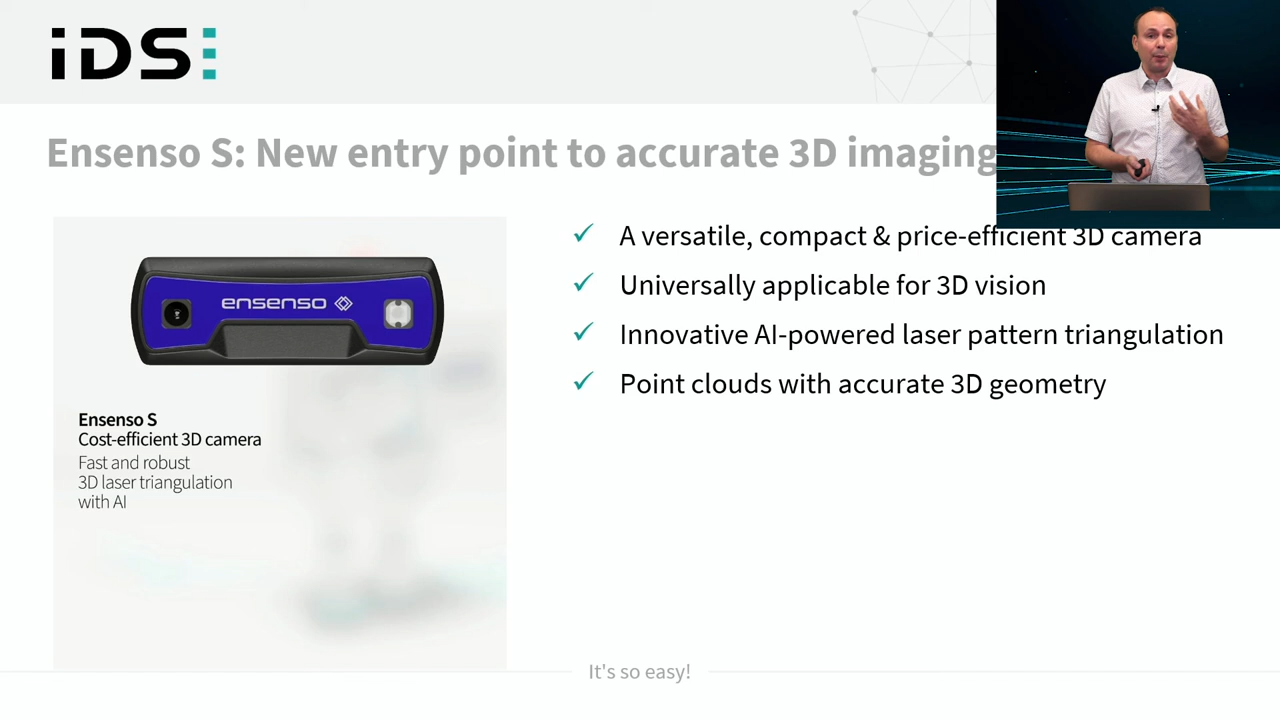 iDS
Ensenso S: New entry point to accurate 3D imaging
ensenso
Ensenso S
Cost-efficient 3D camera
Fast and robust
3D laser triangulation
with AI
A versatile, compact & price-efficient 3D camera
Universally applicable for 3D vision
Innovative AI-powered laser pattern triangulation
Point clouds with accurate 3D geometry
It's so easy!